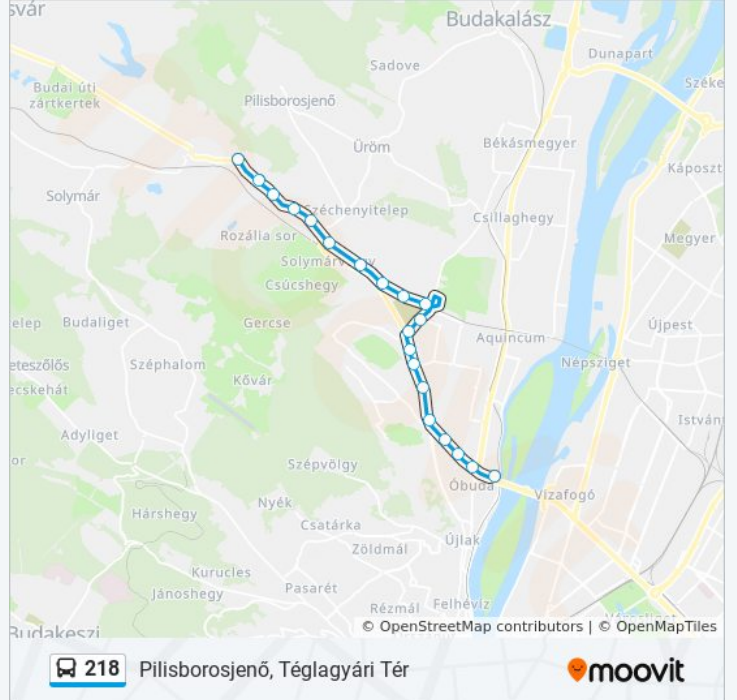 svár
Budakalász
Dunapart
Sadove
Széke
Budai úti
zártkertek
Pilisborosjenő
Üröm
Békásmegyer
Káposzt
Solymár
Széchenyitelep
Csillaghegy
Rozália sor
Megyer
Csúcshegy
Gercse
elep
Budaliget
Újpest
Aquincum
eteszőlős
Széphalom
Népsziget
ecskehát
Kővár
István
Adyliget
or
Szépvölgy
Óbuda
Vizafogó
Nyék
Hárshegy
Csatárka
Újlak
Zöldmál
Kurucles
Pasarét
Jánoshegy
Rézmál
Felhévíz
Budakeszi
© OpenStreetMap contributors | © OpenMapTiles
218
Pilisborosjenő, Téglagyári Tér
moovit